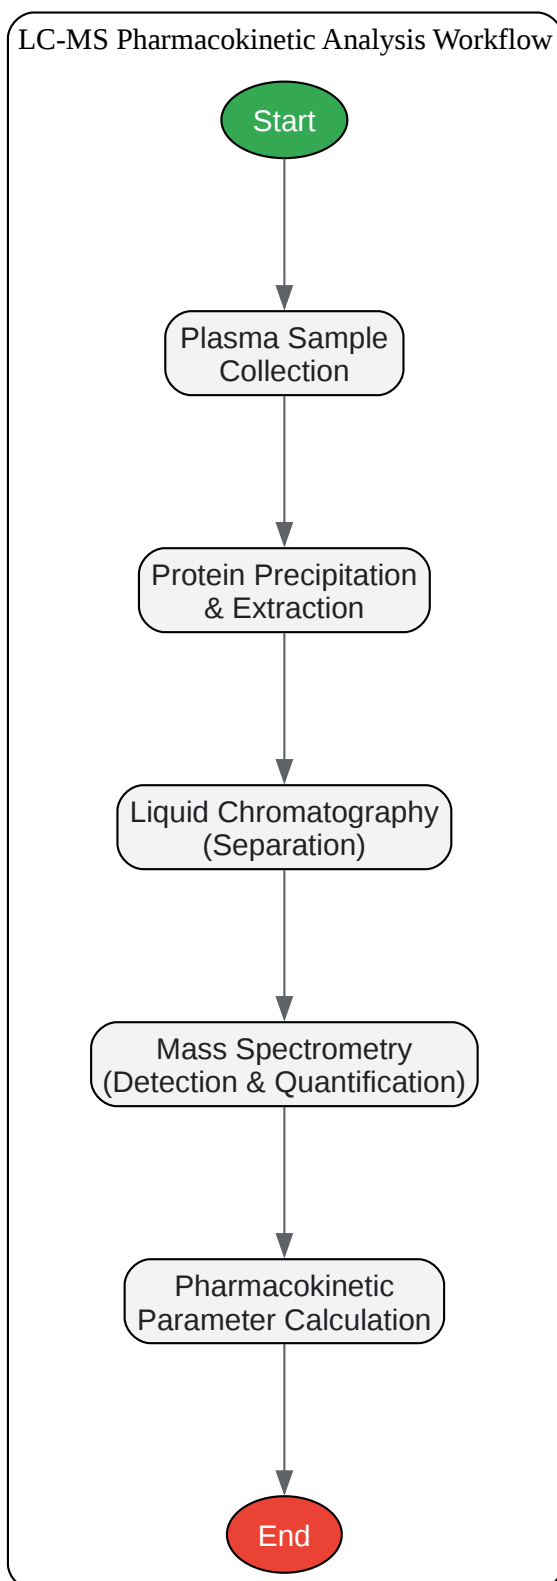 LC-MS Pharmacokinetic Analysis Workflow
Start
Plasma Sample
Collection
Protein Precipitation
& Extraction
Liquid Chromatography
(Separation)
Mass Spectrometry
(Detection & Quantification)
Pharmacokinetic
Parameter Calculation
End